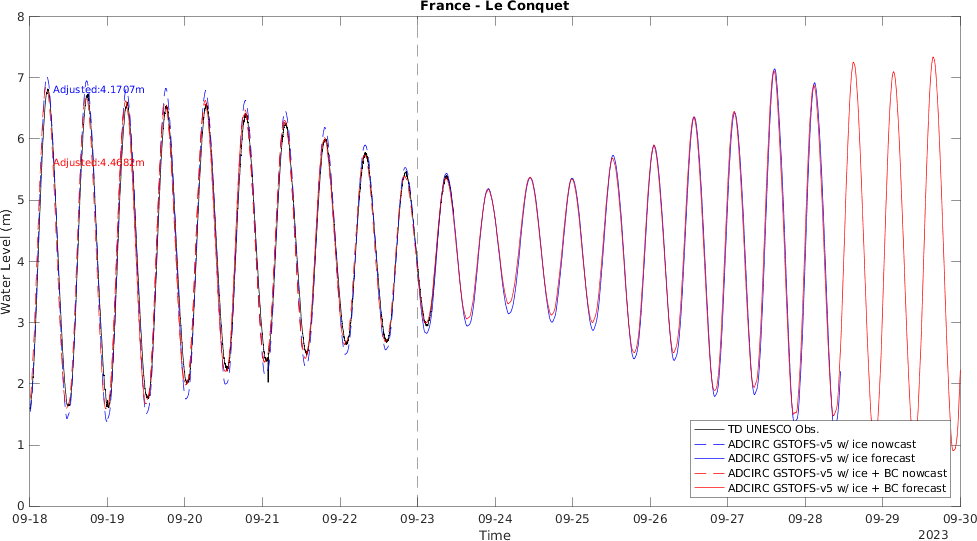 France - Le Conquet
8
7
6
5
4
3
2
1
0
Water Level (m)
Adjusted:4.1707m
Adjusted:4.4682m
TD UNESCO Obs.
ADCIRC GSTOFS-v5 w/ ice nowcast
ADCIRC GSTOFS-v5 w/ ice forecast
ADCIRC GSTOFS-v5 w/ ice + BC nowcast
ADCIRC GSTOFS-v5 w/ ice + BC forecast
09-18 09-19 09-20 09-21 09-22 09-23 09-24 09-25 09-26 09-27 09-28 09-29 09-30
Time
2023